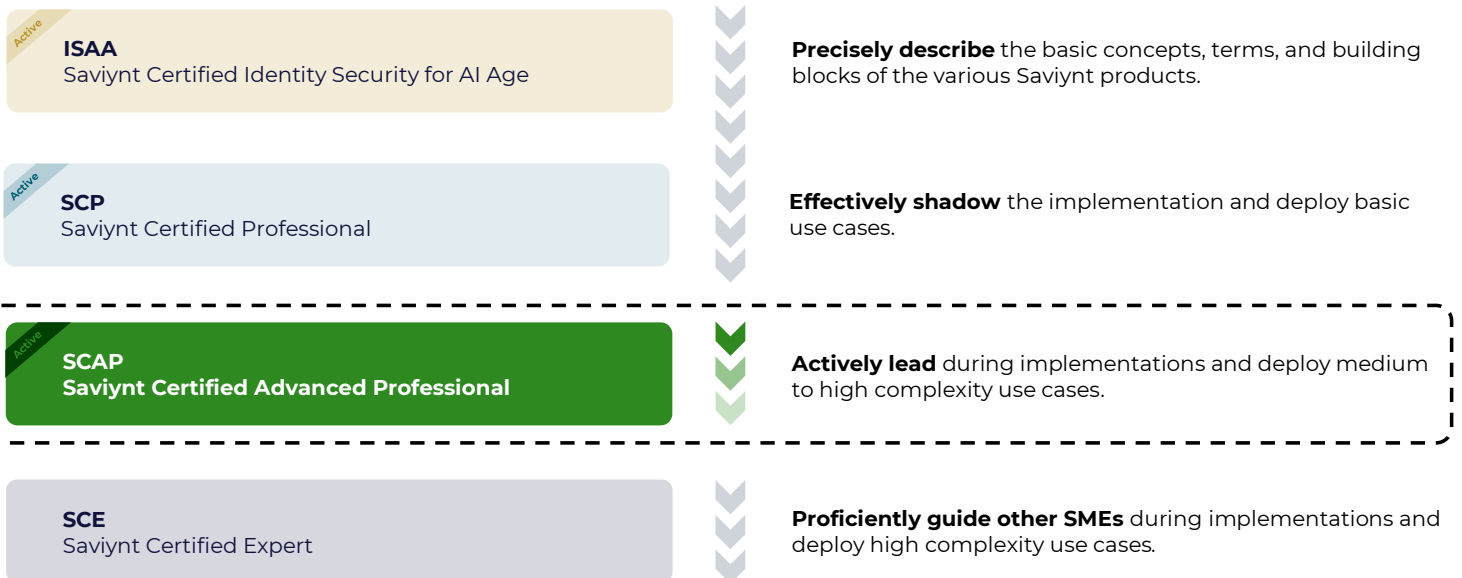 Active
ISAA
Saviynt Certified Identity Security for AI Age
Precisely describe the basic concepts, terms, and building
blocks of the various Saviynt products.
Active
SCP
Saviynt Certified Professional
Effectively shadow the implementation and deploy basic
use cases.
Active
SCAP
Saviynt Certified Advanced Professional
Actively lead during implementations and deploy medium
to high complexity use cases.
SCE
Saviynt Certified Expert
Proficiently guide other SMEs during implementations and
deploy high complexity use cases.